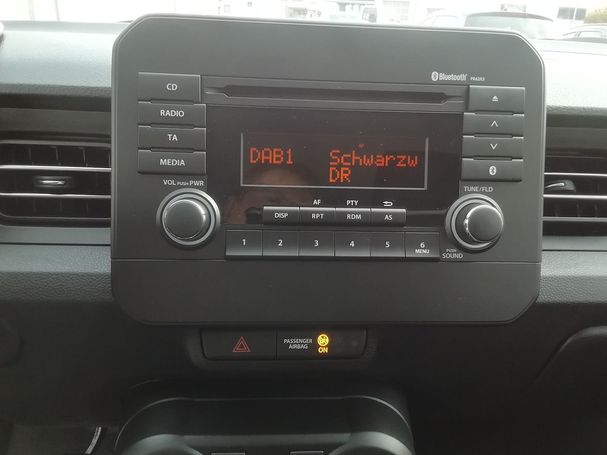 Bluetooth
CD
RADIO
TA
MEDIA
DAB1 Schwarzw
DR
VOL PUSH PWR
TUNE/FLD
AF PTY
DISP RPT RDM AS
1 2 3 4 5 6
MENU
PUSH
SOUND
PASSENGER
AIRBAG
ON